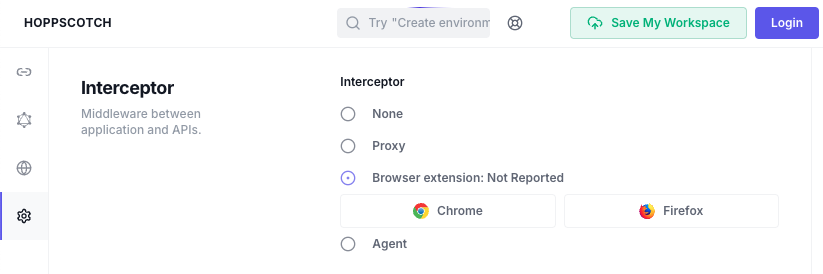 HOPPSCOTCH
Try "Create environm
Save My Workspace
Login
Interceptor
Middleware between
application and APIs.
Interceptor
None
Proxy
Browser extension: Not Reported
Chrome
Firefox
Agent